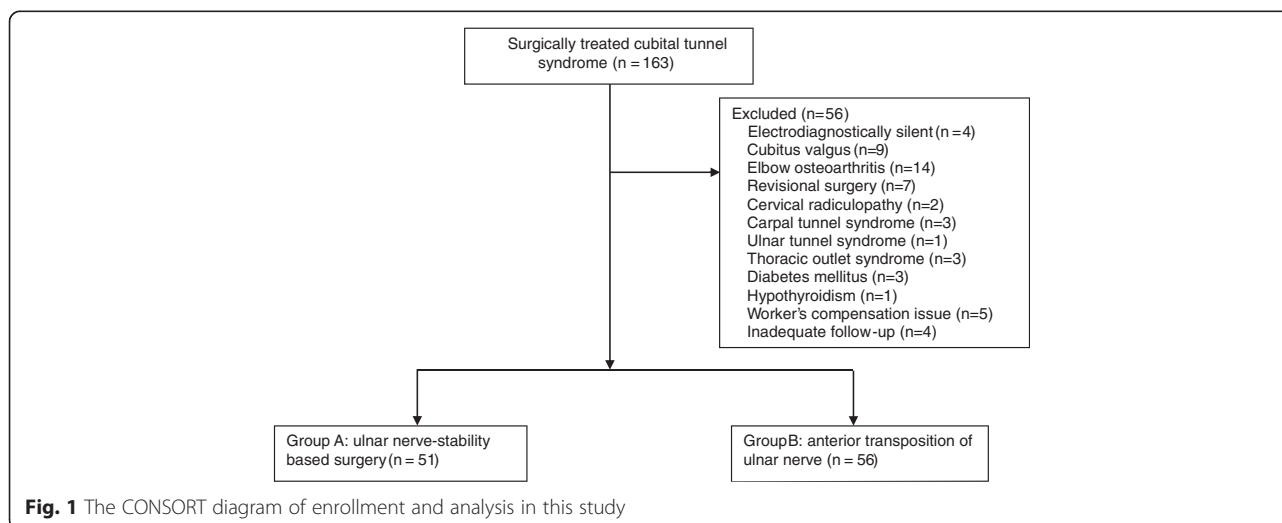 Surgically treated cubital tunnel
syndrome (n = 163)
Excluded (n=56)
Electrodiagnostically silent (n = 4)
Cubitus valgus (n=9)
Elbow osteoarthritis (n=14)
Revisional surgery (n=7)
Cervical radiculopathy (n=2)
Carpal tunnel syndrome (n=3)
Ulnar tunnel syndrome (n=1)
Thoracic outlet syndrome (n=3)
Diabetes mellitus (n=3)
Hypothyroidism (n=1)
Worker's compensation issue (n=5)
Inadequate follow-up (n=4)
Group A: ulnar nerve-stability
based surgery (n = 51)
Group B: anterior transposition of
ulnar nerve (n = 56)
Fig. 1 The CONSORT diagram of enrollment and analysis in this study